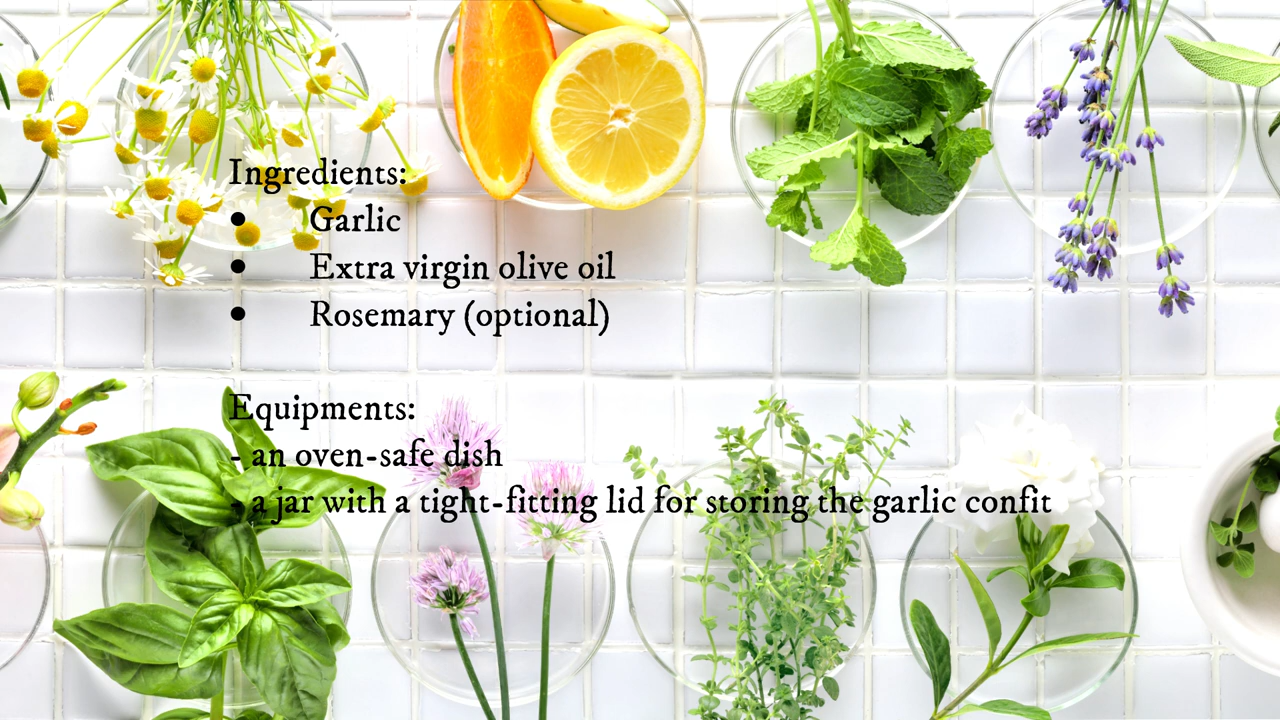 Ingredients:
• Garlic
• Extra virgin olive oil
• Rosemary (optional)
Equipments:
- an oven-safe dish
- a jar with a tight-fitting lid for storing the garlic confit